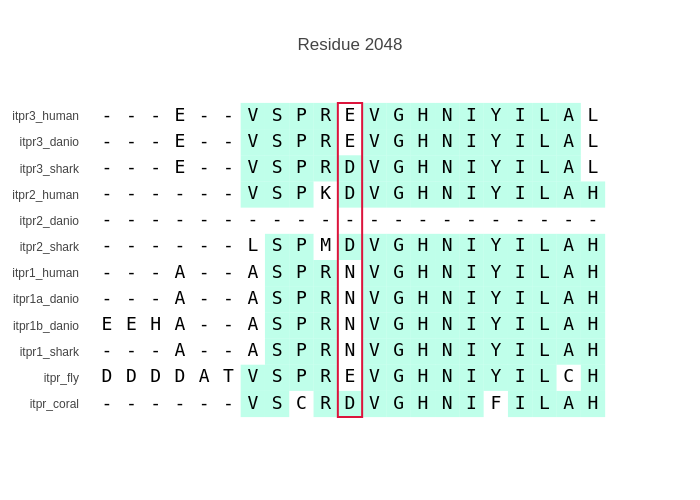 Residue 2048
itpr3_human - - - E - - V S P R E V G H N I Y I L A L
itpr3_danio - - - E - - V S P R E V G H N I Y I L A L
itpr3_shark - - - E - - V S P R D V G H N I Y I L A L
itpr2_human - - - - - - V S P K D V G H N I Y I L A H
itpr2_danio - - - - - - - - - - - - - - - - - - - - -
itpr2_shark - - - - - - L S P M D V G H N I Y I L A H
itpr1_human - - - A - - A S P R N V G H N I Y I L A H
itpr1a_danio - - - A - - A S P R N V G H N I Y I L A H
itpr1b_danio E E H A - - A S P R N V G H N I Y I L A H
itpr1_shark - - - A - - A S P R N V G H N I Y I L A H
itpr_fly D D D D A T V S P R E V G H N I Y I L C H
itpr_coral - - - - - - V S C R D V G H N I F I L A H